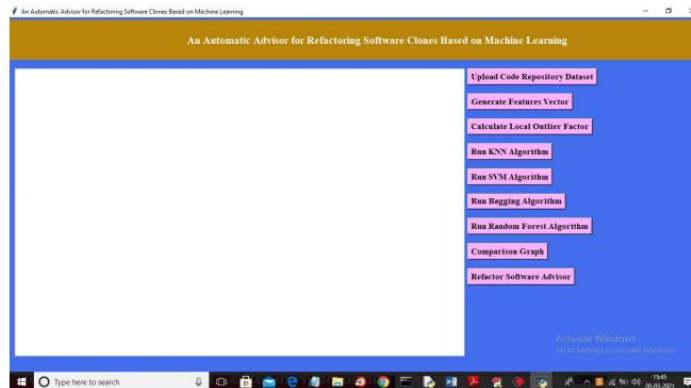 An Automatic Advisor for Refactoring Software Clones Based on Machine Learning
An Automatic Advisor for Refactoring Software Clones Based on Machine Learning
Upload Code Repository Dataset
Generate Features Vector
Calculate Local Outlier Factor
Run KNN Algorithm
Run SVM Algorithm
Run Bagging Algorithm
Run Random Forest Algorithm
Comparison Graph
Refactor Software Advisor
Activate Windows
Go to Settings to activate Windows.
Type here to search
15:45
20-03-2021